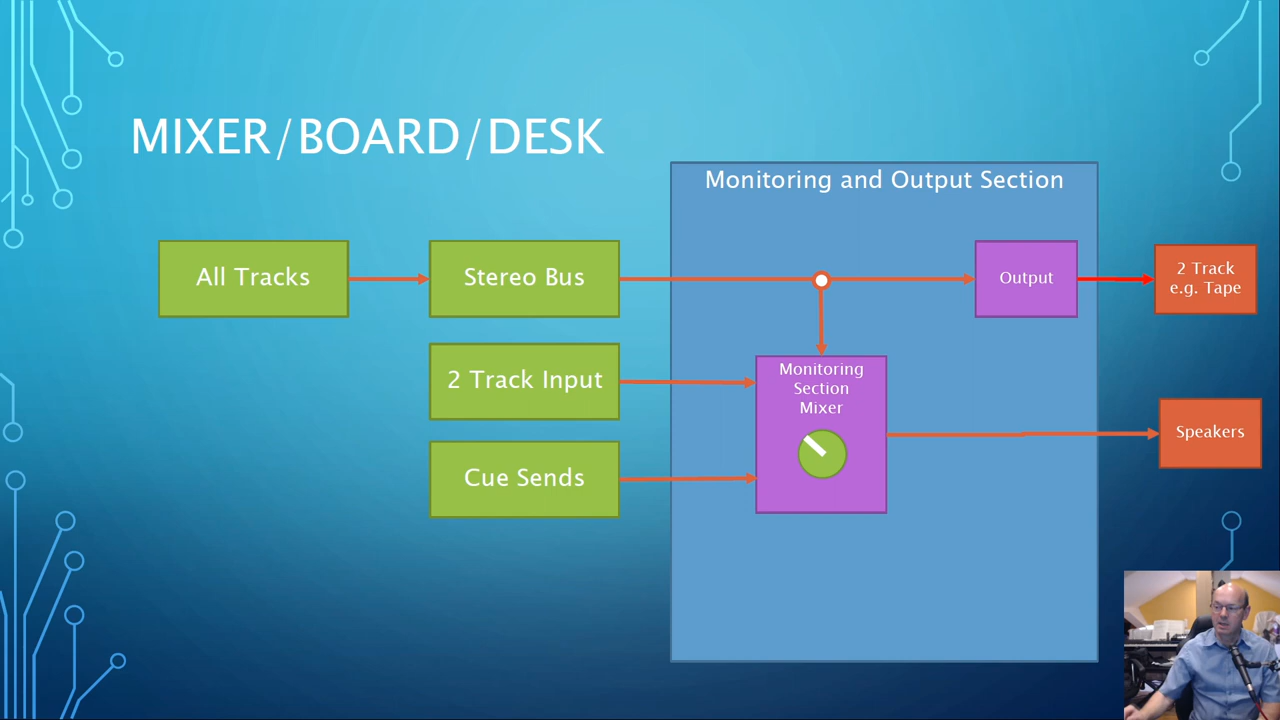 MIXER/BOARD/DESK
Monitoring and Output Section
All Tracks
Stereo Bus
Output
2 Track
e.g. Tape
2 Track Input
Monitoring
Section
Mixer
Speakers
Cue Sends